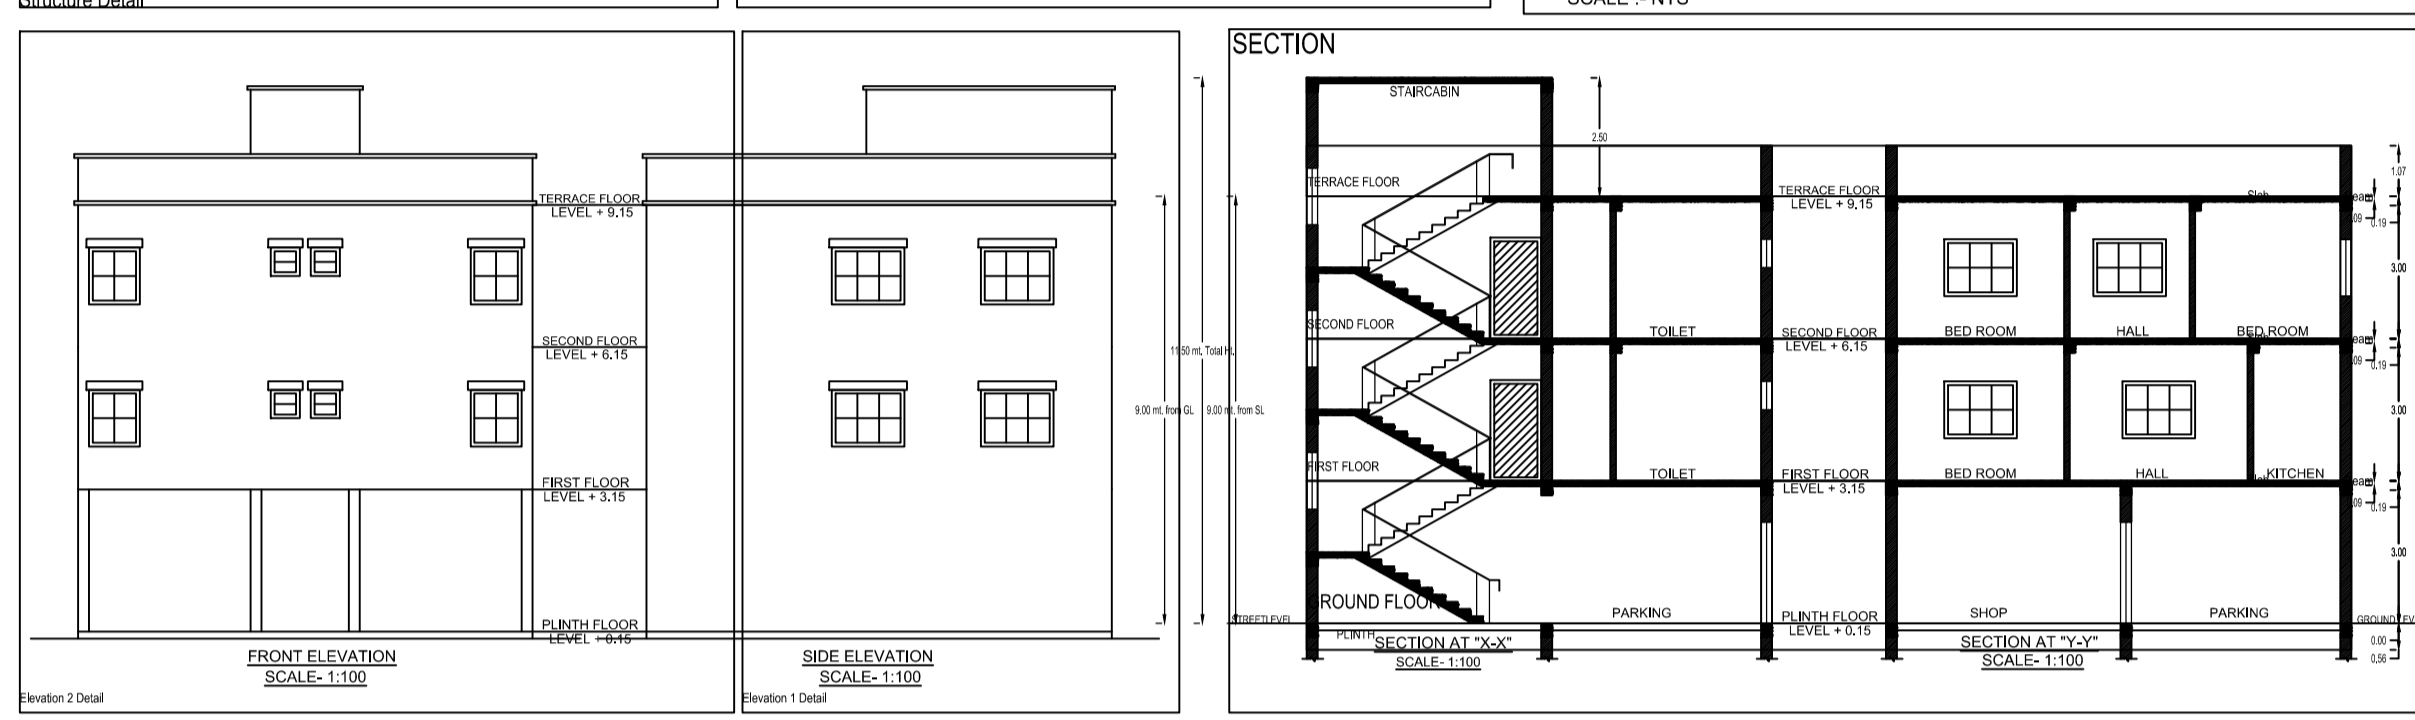 Structure Detail
SCALE :- NTS
SECTION
STAIRCABIN
2.50
1.07
TERRACE FLOOR
LEVEL + 9.15
TERRACE FLOOR
TERRACE FLOOR
LEVEL + 9.15
Slab
0.19
3.00
SECOND FLOOR
LEVEL + 6.15
SECOND FLOOR
TOILET
SECOND FLOOR
LEVEL + 6.15
BED ROOM
HALL
BED ROOM
0.19
11.50 mt. Total Ht.
9.00 mt. from GL
9.00 mt. from SL
3.00
FIRST FLOOR
LEVEL + 3.15
FIRST FLOOR
TOILET
FIRST FLOOR
LEVEL + 3.15
BED ROOM
HALL
KITCHEN
0.19
3.00
PLINTH FLOOR
LEVEL + 0.15
GROUND FLOOR
STREETLEVEL
PLINTH
PARKING
PLINTH FLOOR
LEVEL + 0.15
SHOP
PARKING
0.00
0.56
FRONT ELEVATION
SCALE- 1:100
SIDE ELEVATION
SCALE- 1:100
SECTION AT "X-X"
SCALE- 1:100
SECTION AT "Y-Y"
SCALE- 1:100
Elevation 2 Detail
Elevation 1 Detail